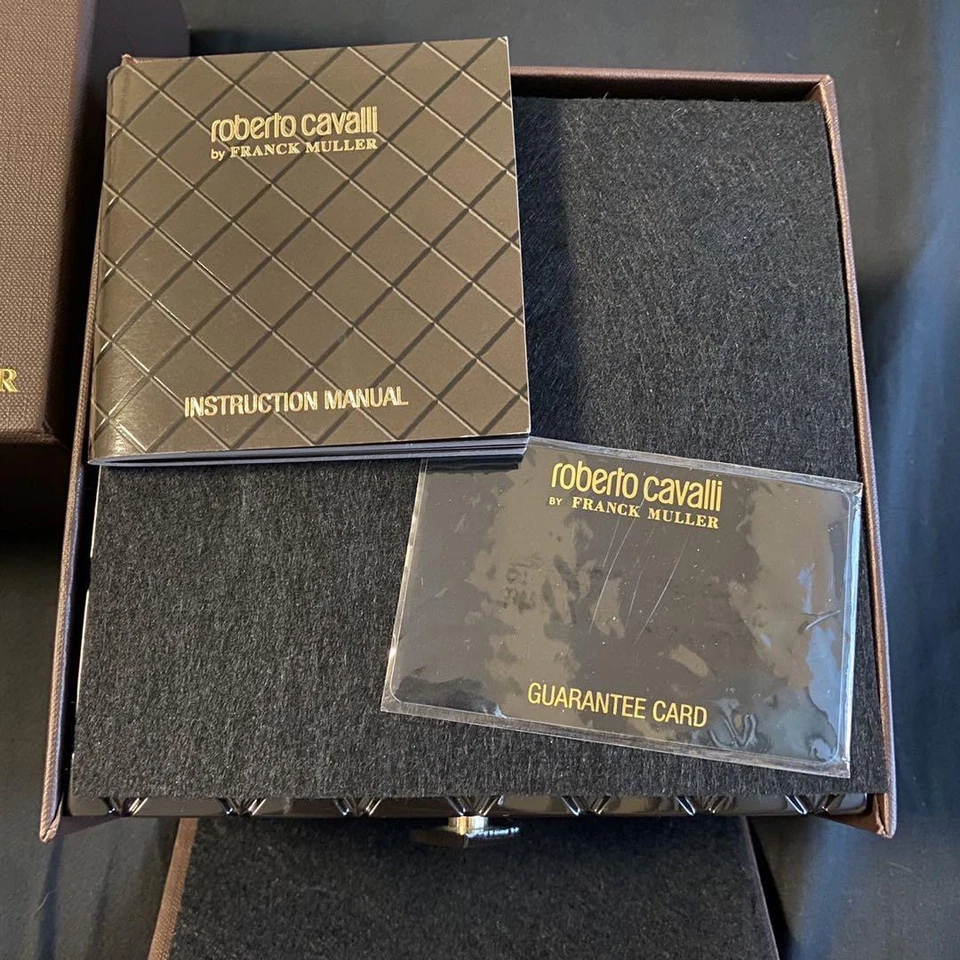 roberto cavalli
by FRANCK MULLER
INSTRUCTION MANUAL
R
roberto cavalli
BY FRANCK MULLER
GUARANTEE CARD